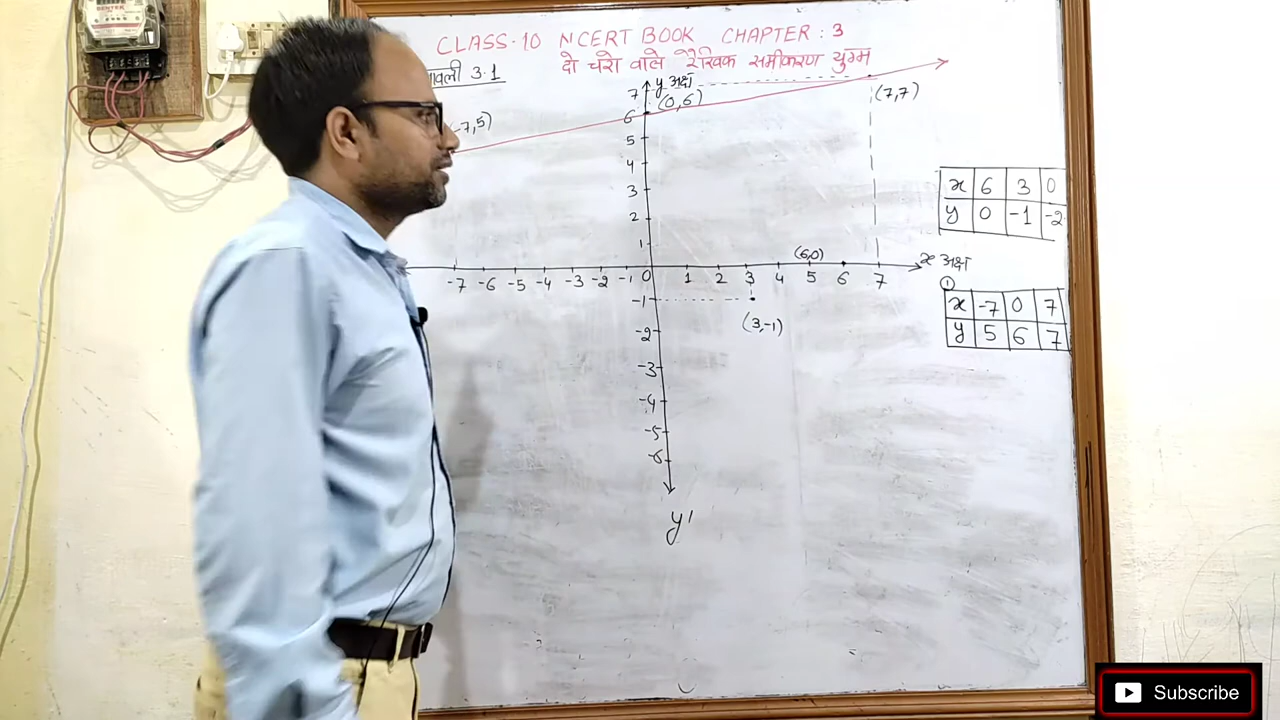 CLASS-10 NCERT BOOK CHAPTER : 3
दो चरो वाले रैखिक समीकरण युग्म
3.1
y अक्ष
(0,6)
(7,7)
-7,5)
7
6
5
4
3
2
1
x 6 3 0
y 0 -1 -2
(6,0)
x अक्ष
-7 -6 -5 -4 -3 -2 -1 0 1 2 3 4 5 6 7
①
x -7 0 7
y 5 6 7
-1
(3,-1)
-2
-3
-4
-5
-6
y'
Subscribe